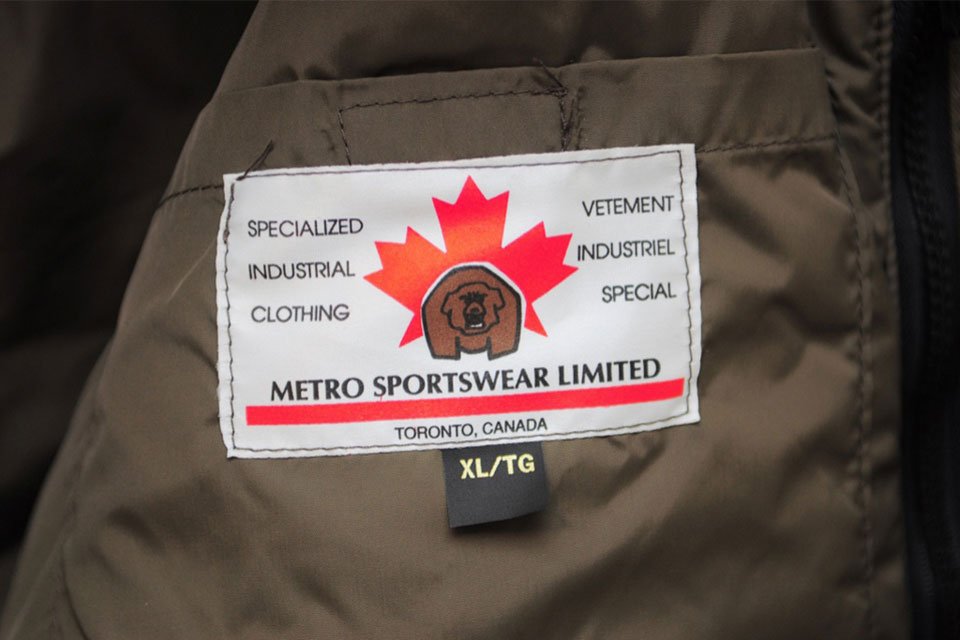 SPECIALIZED
INDUSTRIAL
CLOTHING
VETEMENT
INDUSTRIEL
SPECIAL
METRO SPORTSWEAR LIMITED
TORONTO, CANADA
XL/TG